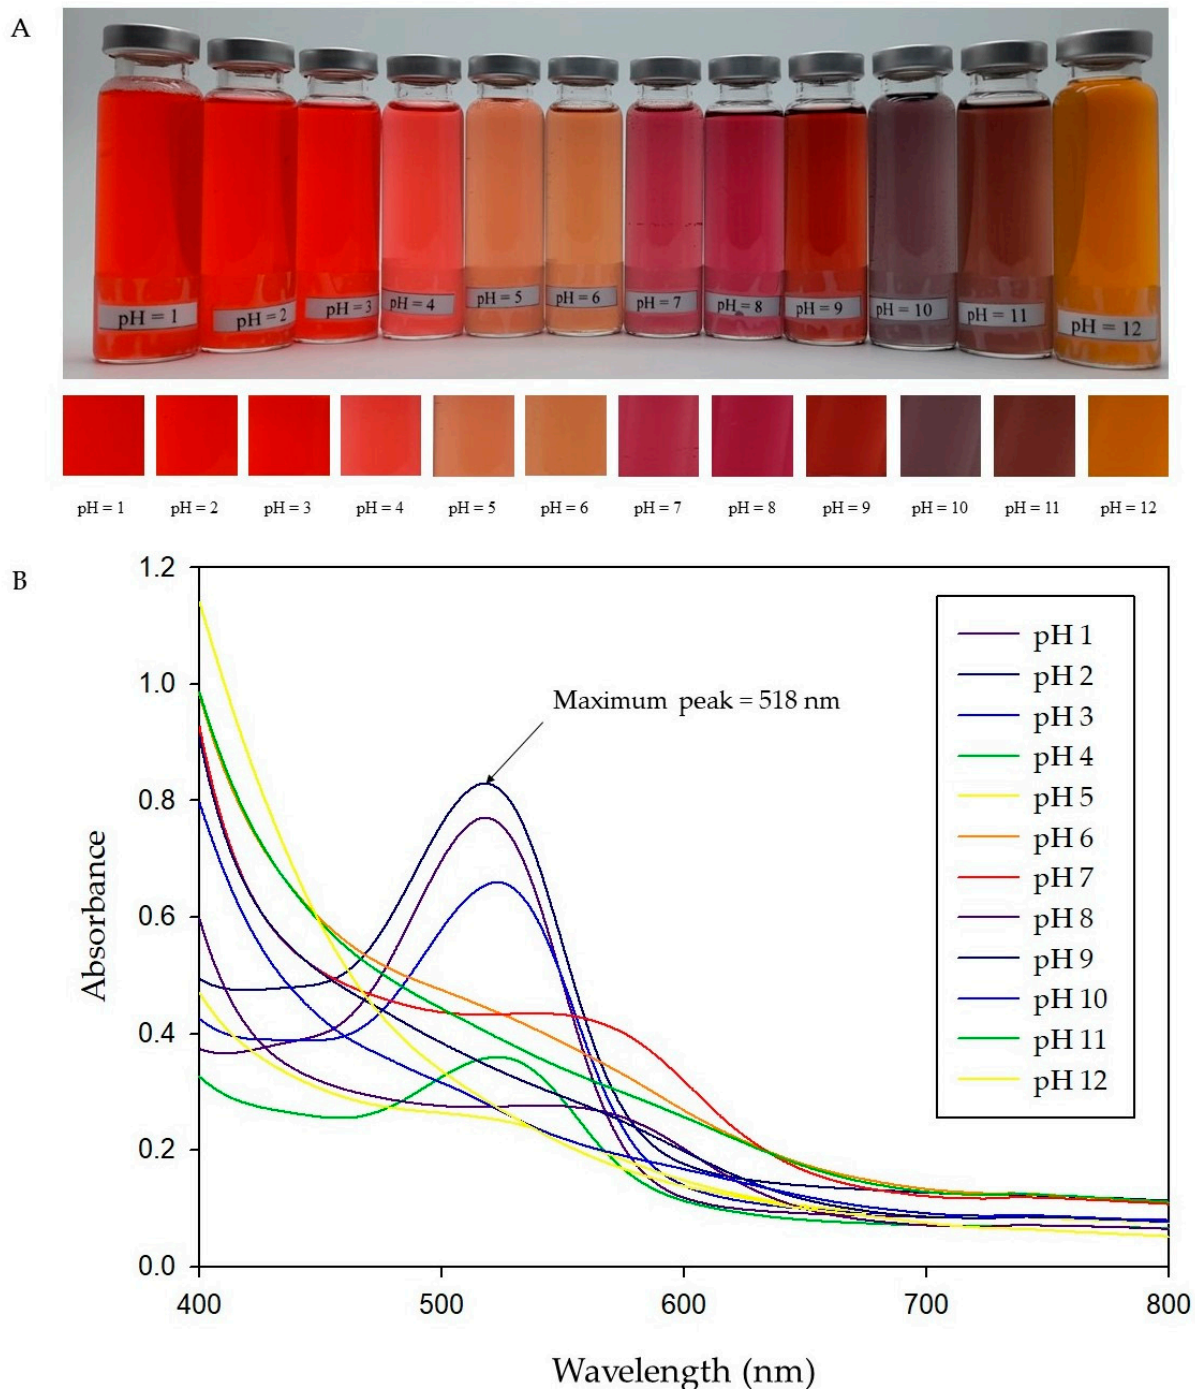 A
pH = 1
pH = 2
pH = 3
pH = 4
pH = 5
pH = 6
pH = 7
pH = 8
pH = 9
pH = 10
pH = 11
pH = 12
pH = 1 pH = 2 pH = 3 pH = 4 pH = 5 pH = 6 pH = 7 pH = 8 pH = 9 pH = 10 pH = 11 pH = 12
B
1.2
1.0
0.8
0.6
0.4
0.2
0.0
Absorbance
Maximum peak = 518 nm
pH 1
pH 2
pH 3
pH 4
pH 5
pH 6
pH 7
pH 8
pH 9
pH 10
pH 11
pH 12
400 500 600 700 800
Wavelength (nm)